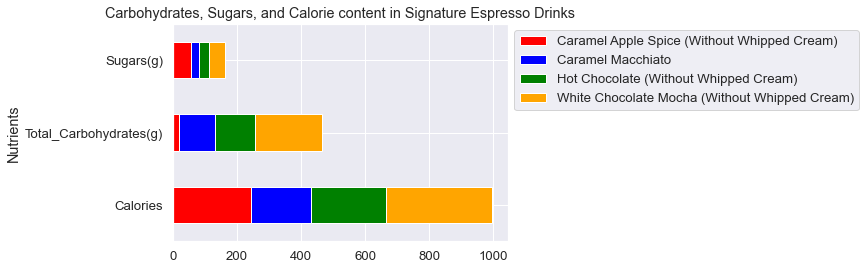 Carbohydrates, Sugars, and Calorie content in Signature Espresso Drinks
Caramel Apple Spice (Without Whipped Cream)
Caramel Macchiato
Hot Chocolate (Without Whipped Cream)
White Chocolate Mocha (Without Whipped Cream)
Nutrients
Sugars(g)
Total_Carbohydrates(g)
Calories
0 200 400 600 800 1000